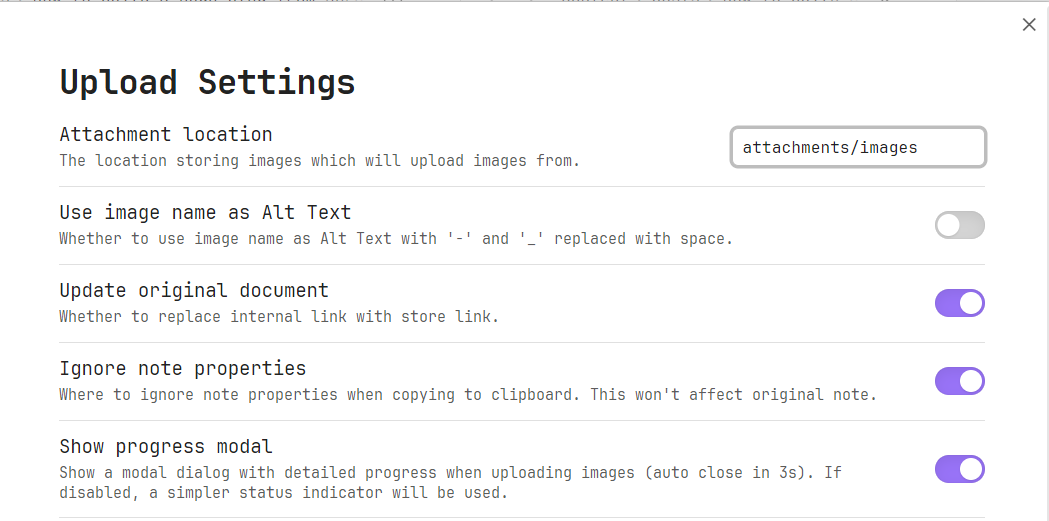 Upload Settings
Attachment location
The location storing images which will upload images from.
attachments/images
Use image name as Alt Text
Whether to use image name as Alt Text with '-' and '_' replaced with space.
Update original document
Whether to replace internal link with store link.
Ignore note properties
Where to ignore note properties when copying to clipboard. This won't affect original note.
Show progress modal
Show a modal dialog with detailed progress when uploading images (auto close in 3s). If
disabled, a simpler status indicator will be used.